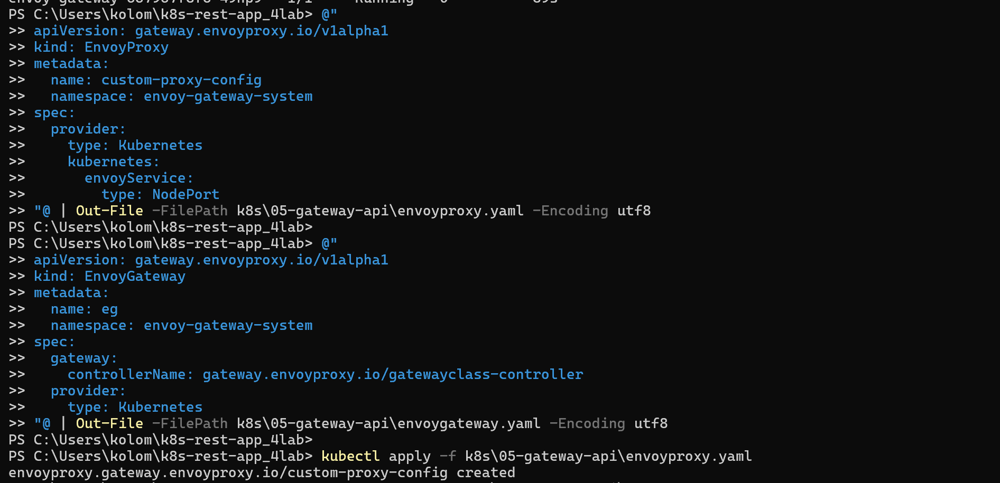 PS C:\Users\kolom\k8s-rest-app_4lab> @"
>> apiVersion: gateway.envoyproxy.io/v1alpha1
>> kind: EnvoyProxy
>> metadata:
>>   name: custom-proxy-config
>>   namespace: envoy-gateway-system
>> spec:
>>   provider:
>>     type: Kubernetes
>>     kubernetes:
>>       envoyService:
>>         type: NodePort
>> "@ | Out-File -FilePath k8s\05-gateway-api\envoyproxy.yaml -Encoding utf8
PS C:\Users\kolom\k8s-rest-app_4lab>
PS C:\Users\kolom\k8s-rest-app_4lab> @"
>> apiVersion: gateway.envoyproxy.io/v1alpha1
>> kind: EnvoyGateway
>> metadata:
>>   name: eg
>>   namespace: envoy-gateway-system
>> spec:
>>   gateway:
>>     controllerName: gateway.envoyproxy.io/gatewayclass-controller
>>   provider:
>>     type: Kubernetes
>> "@ | Out-File -FilePath k8s\05-gateway-api\envoygateway.yaml -Encoding utf8
PS C:\Users\kolom\k8s-rest-app_4lab>
PS C:\Users\kolom\k8s-rest-app_4lab> kubectl apply -f k8s\05-gateway-api\envoyproxy.yaml
envoyproxy.gateway.envoyproxy.io/custom-proxy-config created